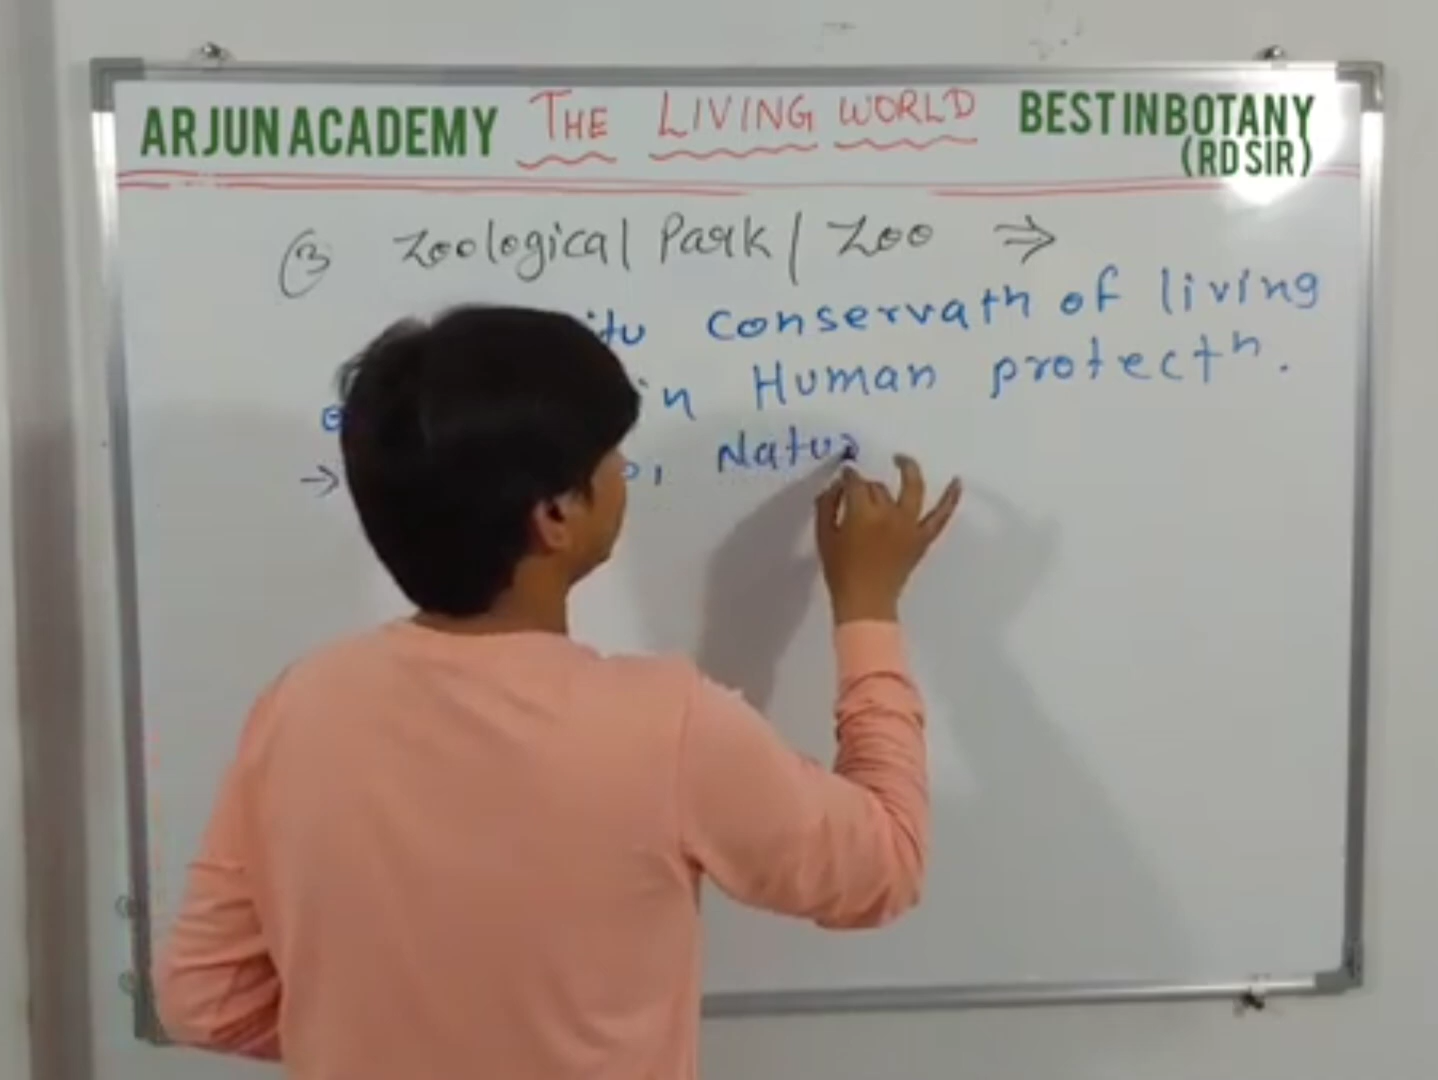 ARJUN ACADEMY THE LIVING WORLD BEST IN BOTANY
(RD SIR)
③ Zoological Park / Zoo ⇒
itu conservatn of living
in Human protectn.
→ o, Natu